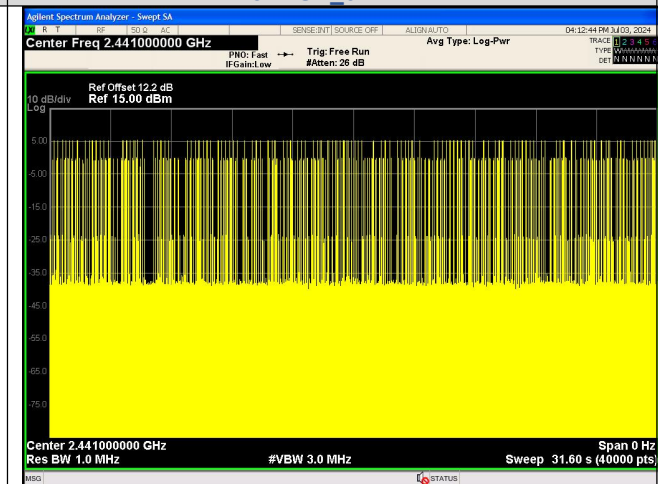 Agilent Spectrum Analyzer - Swept SA
LXI R T RF 50 Ω AC SENSE:INT SOURCE OFF ALIGN AUTO 04:12:44 PM Jul 03, 2024
Center Freq 2.441000000 GHz Avg Type: Log-Pwr TRACE 1 2 3 4 5 6
PNO: Fast Trig: Free Run TYPE
IFGain:Low #Atten: 26 dB DET N N N N N N
Ref Offset 12.2 dB
10 dB/div Ref 15.00 dBm
Log
5.00
-5.00
-15.0
-25.0
-35.0
-45.0
-55.0
-65.0
-75.0
Center 2.441000000 GHz Span 0 Hz
Res BW 1.0 MHz #VBW 3.0 MHz Sweep 31.60 s (40000 pts)
MSG STATUS